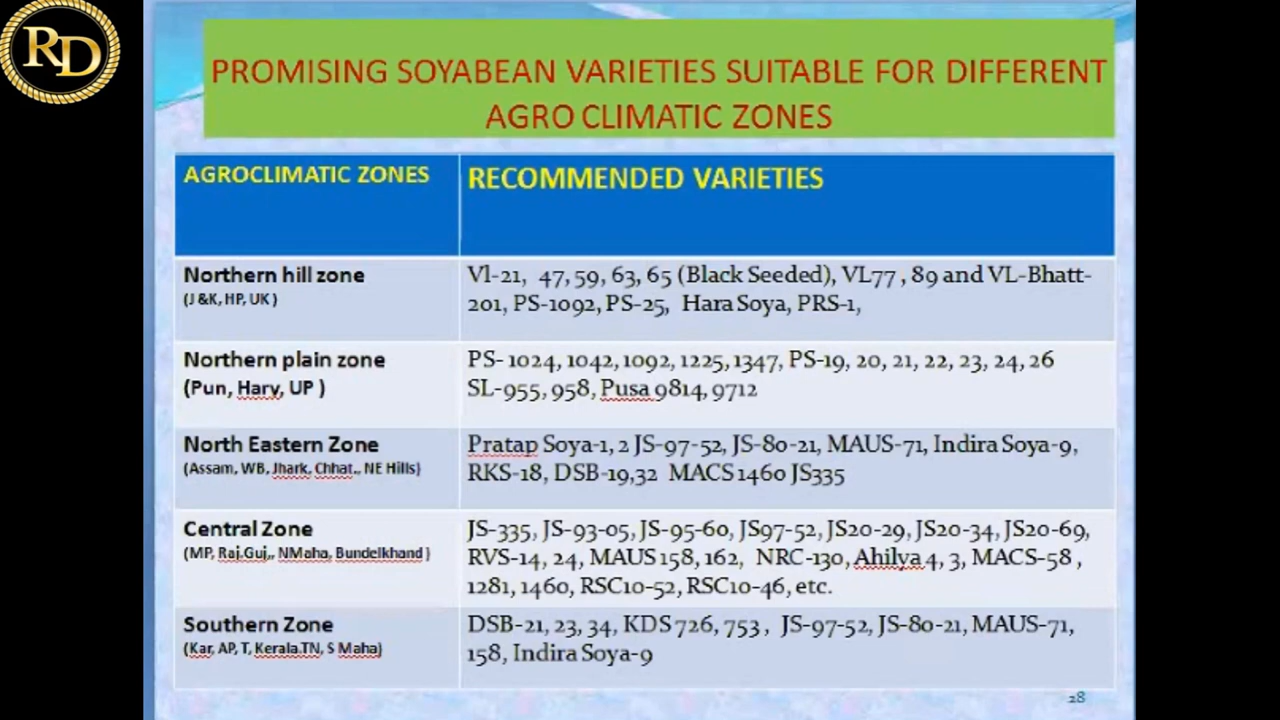 RD
PROMISING SOYABEAN VARIETIES SUITABLE FOR DIFFERENT
AGRO CLIMATIC ZONES
AGROCLIMATIC ZONES
RECOMMENDED VARIETIES
Northern hill zone
(J &K, HP, UK )
Vl-21, 47, 59, 63, 65 (Black Seeded), VL77 , 89 and VL-Bhatt-
201, PS-1092, PS-25, Hara Soya, PRS-1,
Northern plain zone
(Pun, Hary, UP )
PS- 1024, 1042, 1092, 1225, 1347, PS-19, 20, 21, 22, 23, 24, 26
SL-955, 958, Pusa 9814, 9712
North Eastern Zone
(Assam, WB, Jhark, Chhat., NE Hills)
Pratap Soya-1, 2 JS-97-52, JS-80-21, MAUS-71, Indira Soya-9,
RKS-18, DSB-19,32 MACS 1460 JS335
Central Zone
(MP, Raj.Guj,, NMaha, Bundelkhand )
JS-335, JS-93-05, JS-95-60, JS97-52, JS20-29, JS20-34, JS20-69,
RVS-14, 24, MAUS 158, 162, NRC-130, Ahilya 4, 3, MACS-58 ,
1281, 1460, RSC10-52, RSC10-46, etc.
Southern Zone
(Kar, AP, T, Kerala.TN, S Maha)
DSB-21, 23, 34, KDS 726, 753 , JS-97-52, JS-80-21, MAUS-71,
158, Indira Soya-9
28